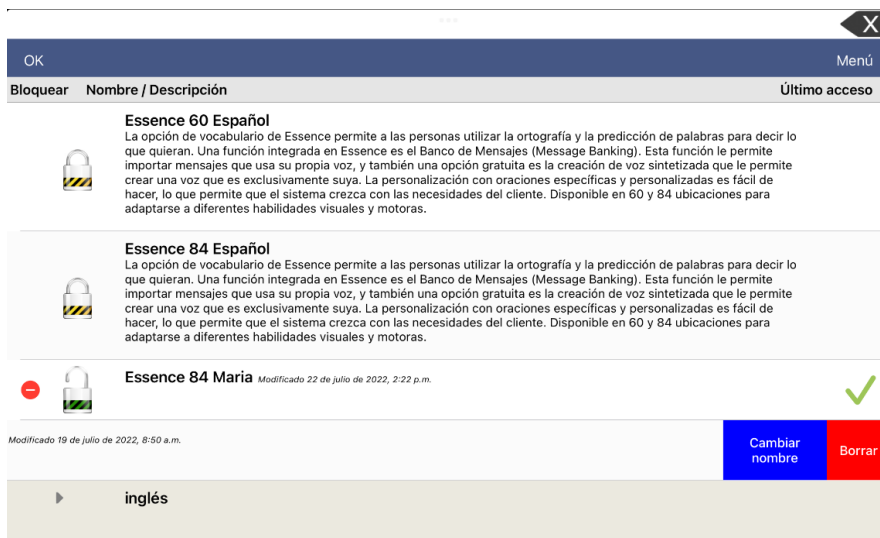 X
OK
Menú
Bloquear Nombre / Descripción Último acceso
Essence 60 Español
La opción de vocabulario de Essence permite a las personas utilizar la ortografía y la predicción de palabras para decir lo
que quieran. Una función integrada en Essence es el Banco de Mensajes (Message Banking). Esta función le permite
importar mensajes que usa su propia voz, y también una opción gratuita es la creación de voz sintetizada que le permite
crear una voz que es exclusivamente suya. La personalización con oraciones específicas y personalizadas es fácil de
hacer, lo que permite que el sistema crezca con las necesidades del cliente. Disponible en 60 y 84 ubicaciones para
adaptarse a diferentes habilidades visuales y motoras.
Essence 84 Español
La opción de vocabulario de Essence permite a las personas utilizar la ortografía y la predicción de palabras para decir lo
que quieran. Una función integrada en Essence es el Banco de Mensajes (Message Banking). Esta función le permite
importar mensajes que usa su propia voz, y también una opción gratuita es la creación de voz sintetizada que le permite
crear una voz que es exclusivamente suya. La personalización con oraciones específicas y personalizadas es fácil de
hacer, lo que permite que el sistema crezca con las necesidades del cliente. Disponible en 60 y 84 ubicaciones para
adaptarse a diferentes habilidades visuales y motoras.
Essence 84 Maria Modificado 22 de julio de 2022, 2:22 p.m.
Modificado 19 de julio de 2022, 8:50 a.m.
Cambiar
nombre
Borrar
inglés